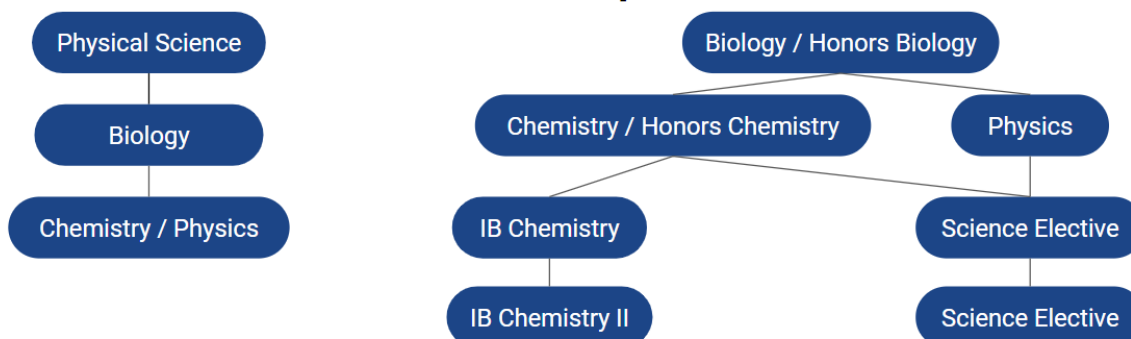 Physical Science
Biology
Chemistry / Physics
Biology / Honors Biology
Chemistry / Honors Chemistry
Physics
IB Chemistry
Science Elective
IB Chemistry II
Science Elective